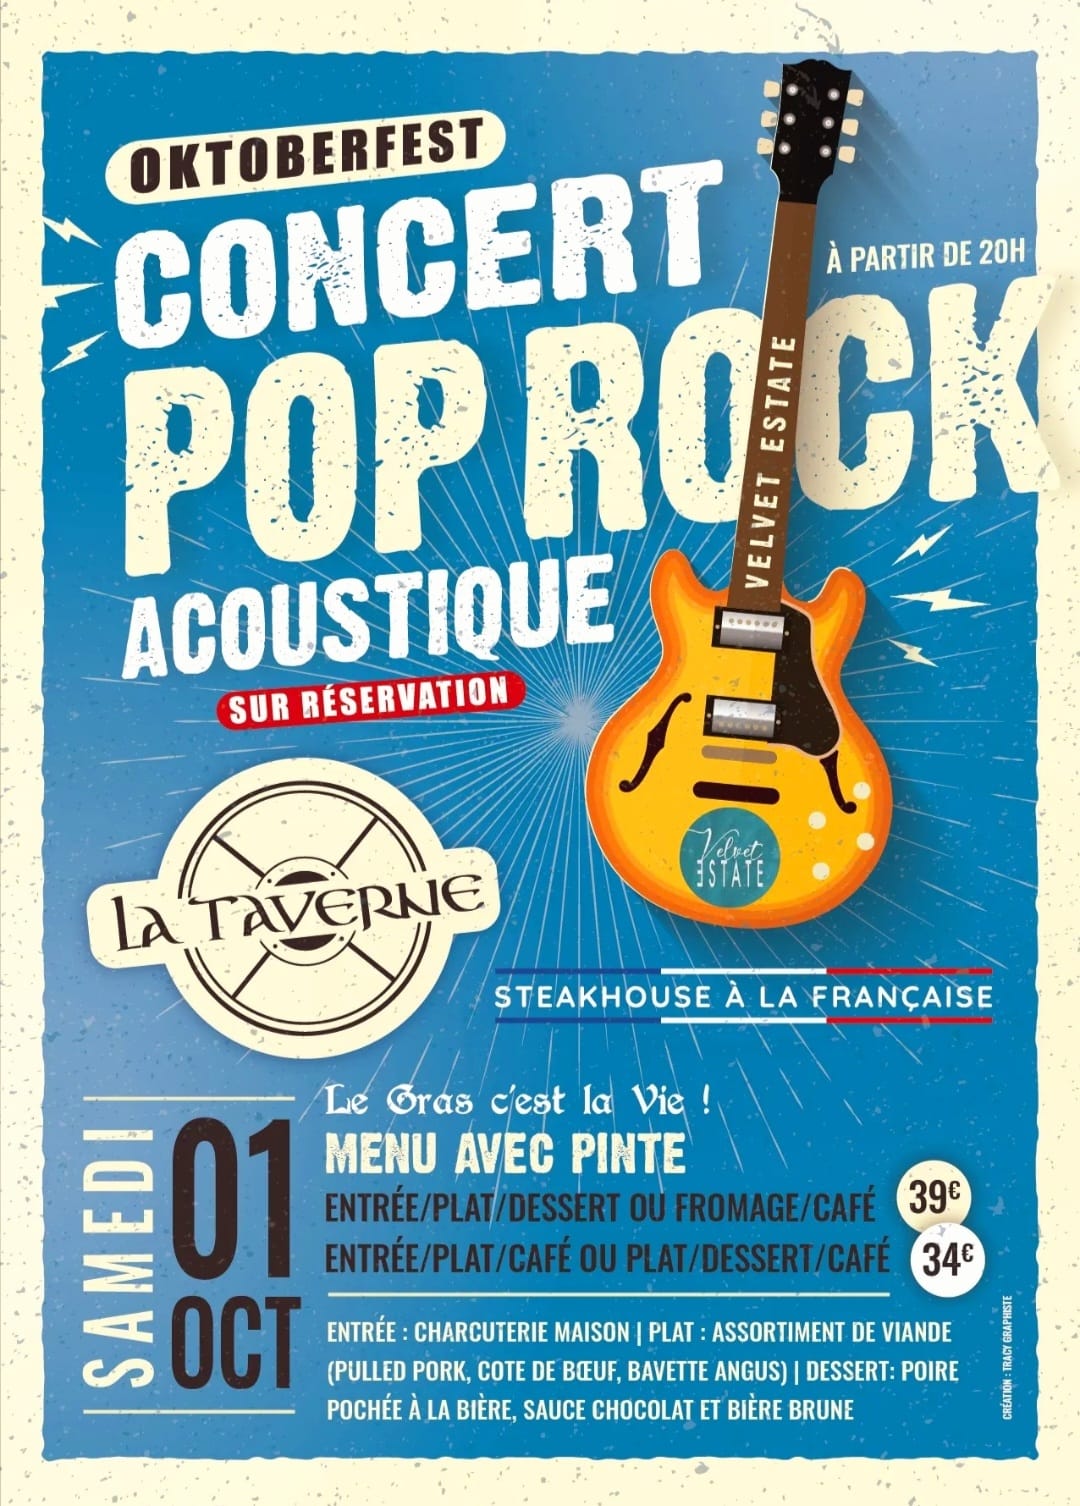 OKTOBERFEST
CONCERT
À PARTIR DE 20H
POP ROCK
VELVET ESTATE
ACOUSTIQUE
SUR RÉSERVATION
Velvet
ESTATE
LA TAVERNE
STEAKHOUSE À LA FRANÇAISE
SAMEDI
01
OCT
Le Gras c'est la Vie !
MENU AVEC PINTE
ENTRÉE/PLAT/DESSERT OU FROMAGE/CAFÉ 39€
ENTRÉE/PLAT/CAFÉ OU PLAT/DESSERT/CAFÉ 34€
ENTRÉE : CHARCUTERIE MAISON | PLAT : ASSORTIMENT DE VIANDE
(PULLED PORK, COTE DE BŒUF, BAVETTE ANGUS) | DESSERT: POIRE
POCHÉE À LA BIÈRE, SAUCE CHOCOLAT ET BIÈRE BRUNE
CRÉATION : TRACY GRAPHISTE